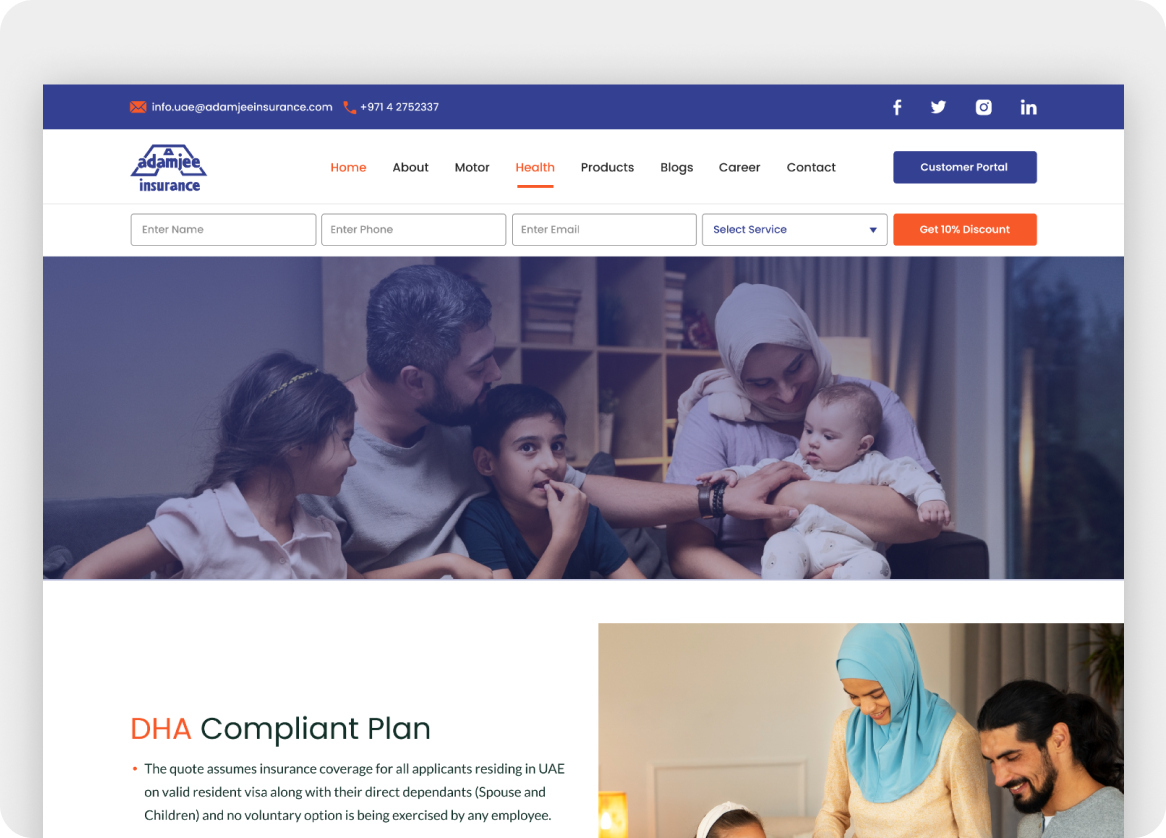 info.uae@adamjeeinsurance.com +971 4 2752337
adamjee
insurance
Home About Motor Health Products Blogs Career Contact Customer Portal
Enter Name Enter Phone Enter Email Select Service Get 10% Discount
DHA Compliant Plan
• The quote assumes insurance coverage for all applicants residing in UAE
on valid resident visa along with their direct dependants (Spouse and
Children) and no voluntary option is being exercised by any employee.